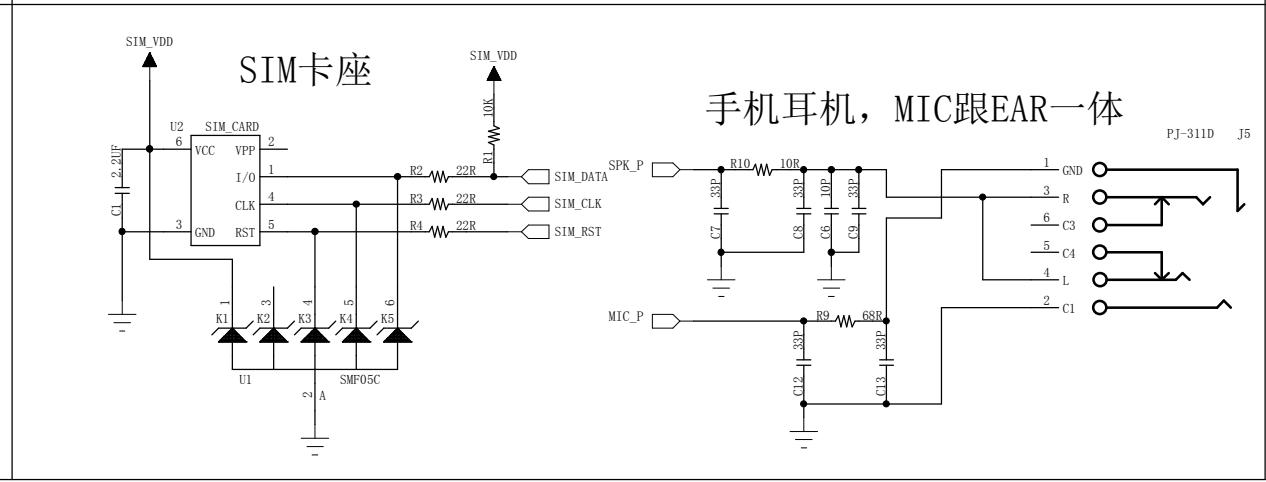 SIM_VDD
SIM卡座
SIM_VDD
手机耳机，MIC跟EAR一体
PJ-311D J5
U2 SIM_CARD
6 VCC VPP 2
I/O 1
CLK 4
3 GND RST 5
2.2UF
C1
10K
R1
R2 22R SIM_DATA
R3 22R SIM_CLK
R4 22R SIM_RST
1 3 4 5 6
K1 K2 K3 K4 K5
U1 SMF05C
2 A
SPK_P R10 10R
33P 33P 10P 33P
C7 C8 C6 C9
MIC_P R9 68R
33P 33P
C12 C13
1 GND
3 R
6 C3
5 C4
4 L
2 C1